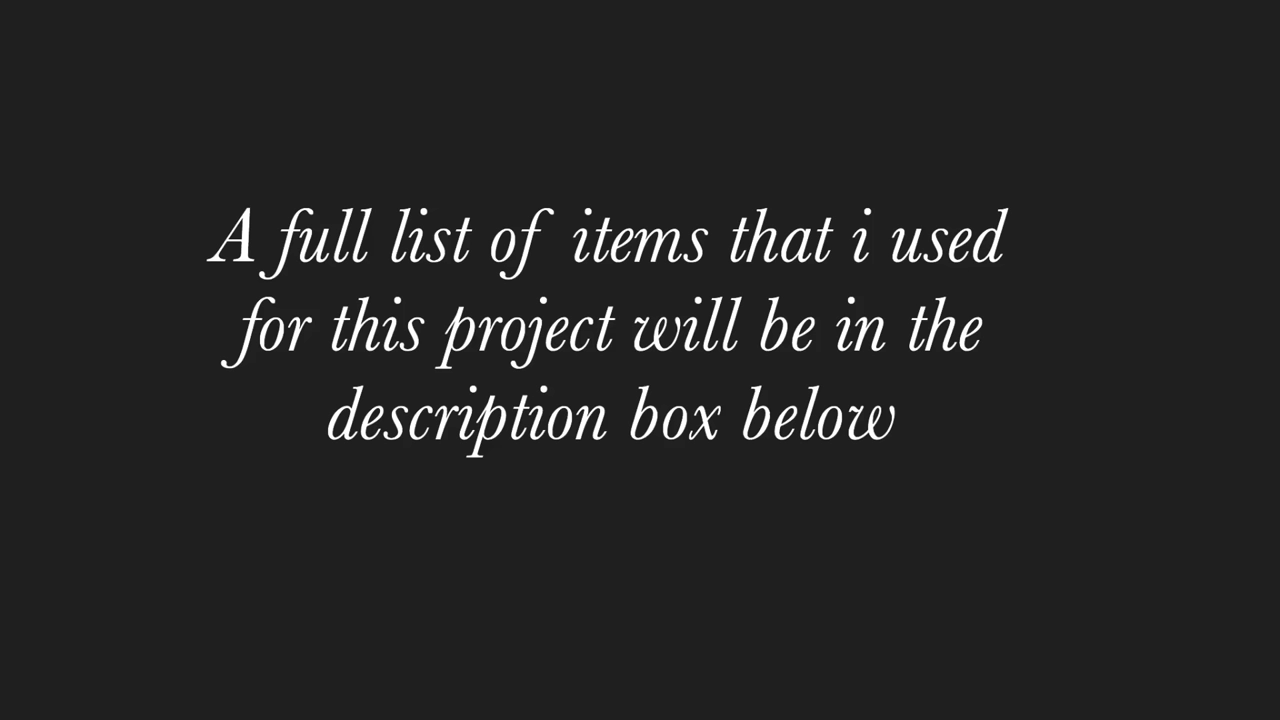 A full list of items that i used
for this project will be in the
description box below